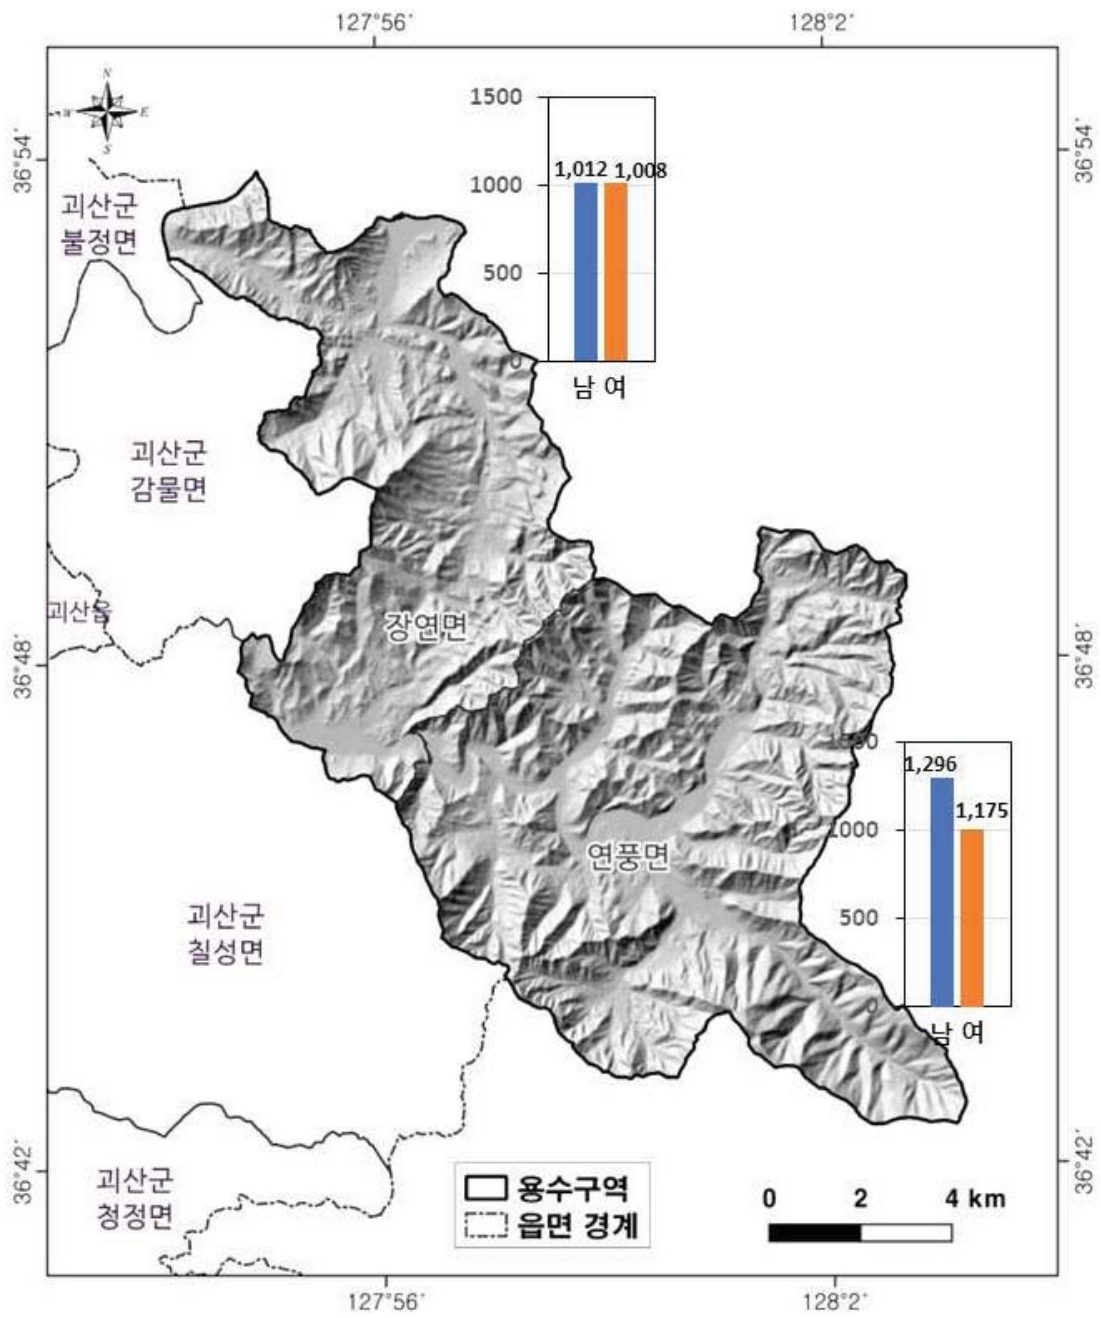 127°56′
128°2′
N
W
E
S
36°54′
36°54′
괴산군
불정면
1500
1,012
1,008
1000
500
0
남 여
괴산군
감물면
괴산읍
장연면
36°48′
36°48′
1,296
1,175
1000
500
0
남 여
연풍면
괴산군
칠성면
괴산군
청정면
용수구역
읍면 경계
0
2
4 km
36°42′
36°42′
127°56′
128°2′